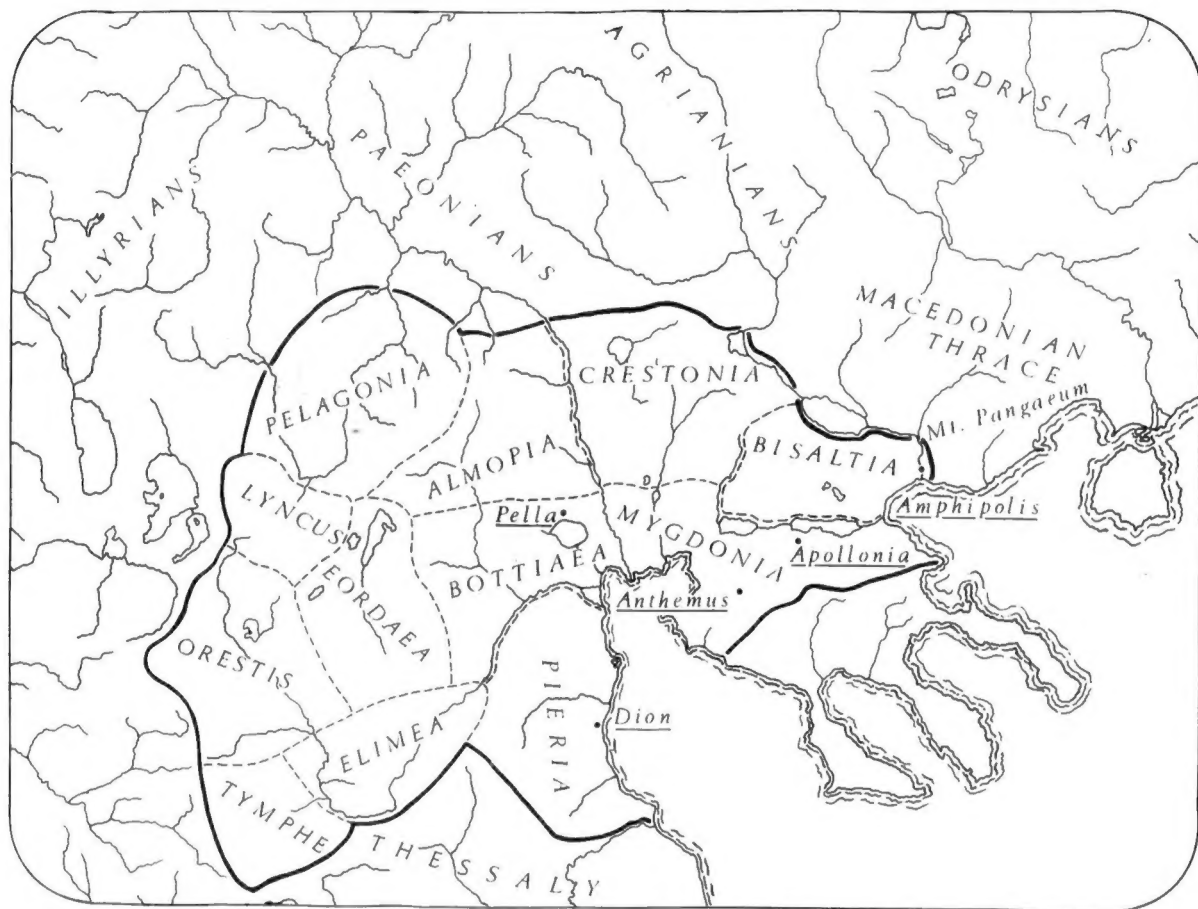 AGRIANIANS
ODRYSIANS
PAEONIANS
ILLYRIANS
MACEDONIAN
THRACE
CRESTONIA
PELAGONIA
Mt. Pangaeum
BISALTIA
ALMOPIA
LYNCUS
Pella
MYGDONIA
Amphipolis
Apollonia
EORDAEA
BOTTIAEA
Anthemus
ORESTIS
PIERIA
Dion
ELIMEA
TYMPHE
THESSALY